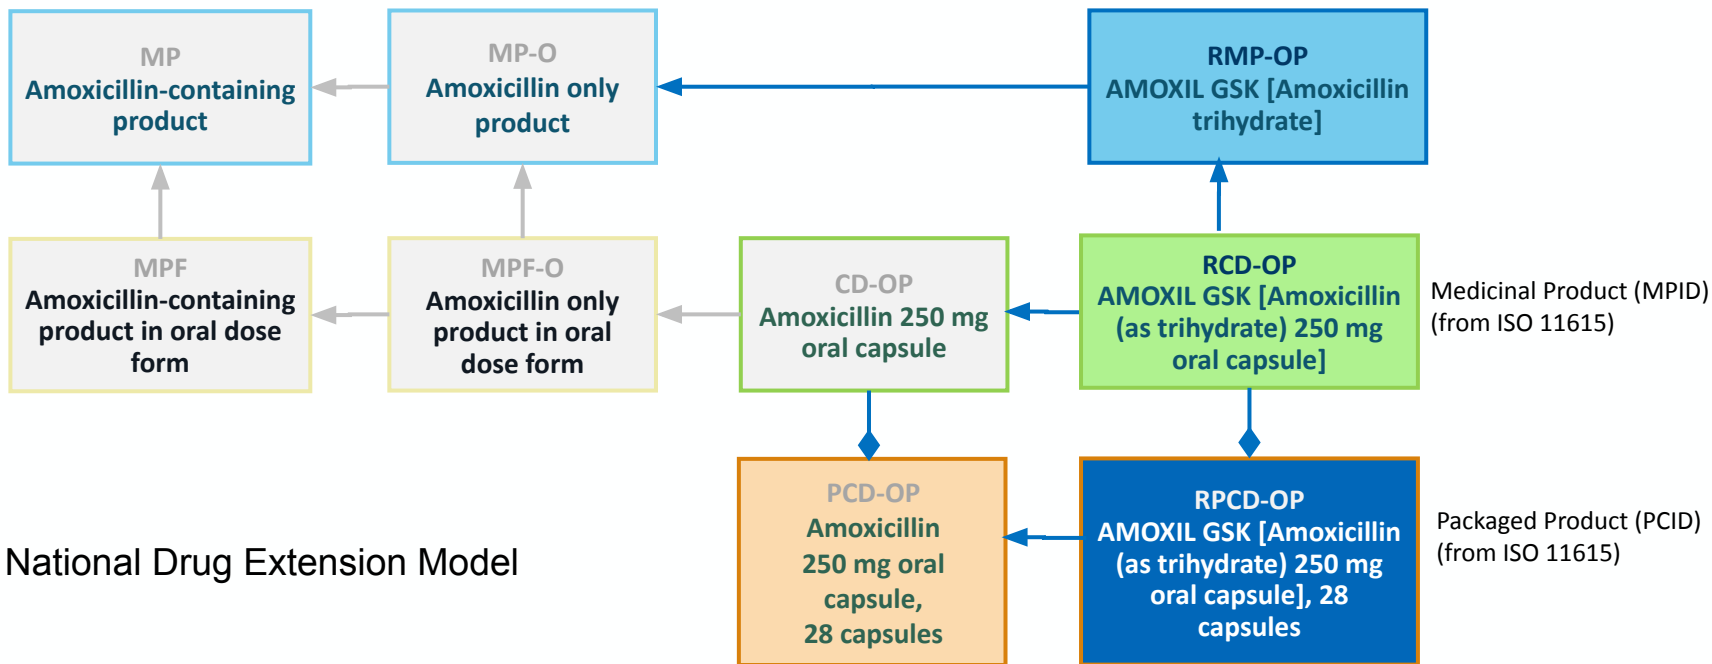 MP
Amoxicillin-containing
product
MP-O
Amoxicillin only
product
RMP-OP
AMOXIL GSK [Amoxicillin
trihydrate]
MPF
Amoxicillin-containing
product in oral dose
form
MPF-O
Amoxicillin only
product in oral
dose form
CD-OP
Amoxicillin 250 mg
oral capsule
RCD-OP
AMOXIL GSK [Amoxicillin
(as trihydrate) 250 mg
oral capsule]
Medicinal Product (MPID)
(from ISO 11615)
PCD-OP
Amoxicillin
250 mg oral
capsule,
28 capsules
RPCD-OP
AMOXIL GSK [Amoxicillin
(as trihydrate) 250 mg
oral capsule], 28
capsules
Packaged Product (PCID)
(from ISO 11615)
National Drug Extension Model